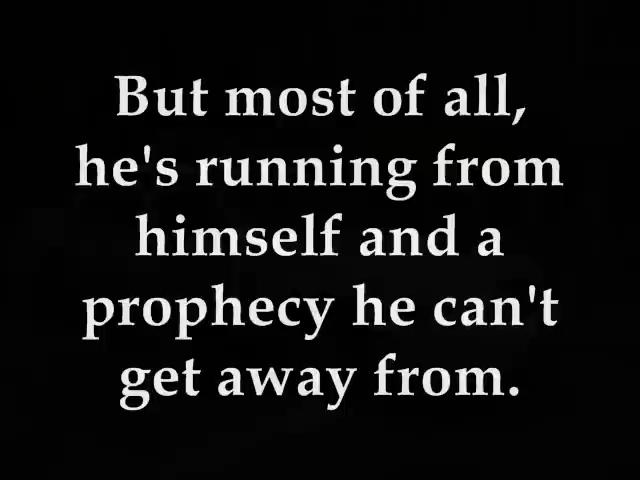 But most of all,
he's running from
himself and a
prophecy he can't
get away from.